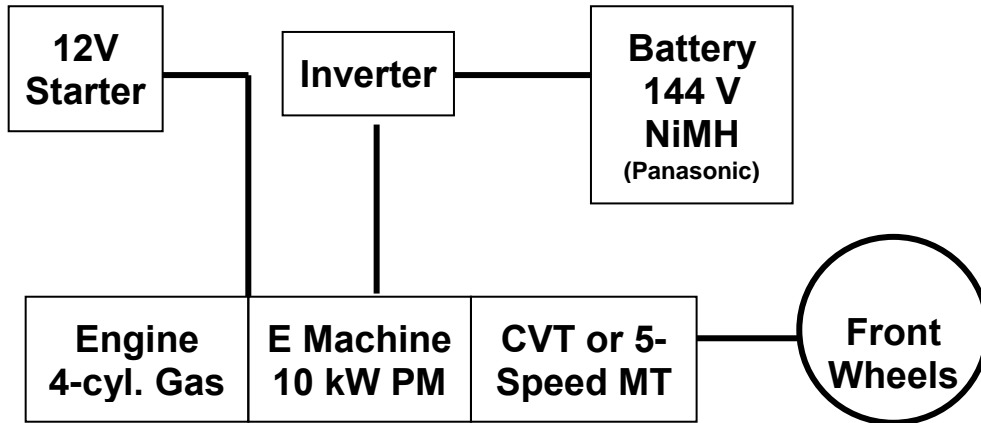 12V
Starter
Inverter
Battery
144 V
NiMH
(Panasonic)
Engine
4-cyl. Gas
E Machine
10 kW PM
CVT or 5-
Speed MT
Front
Wheels